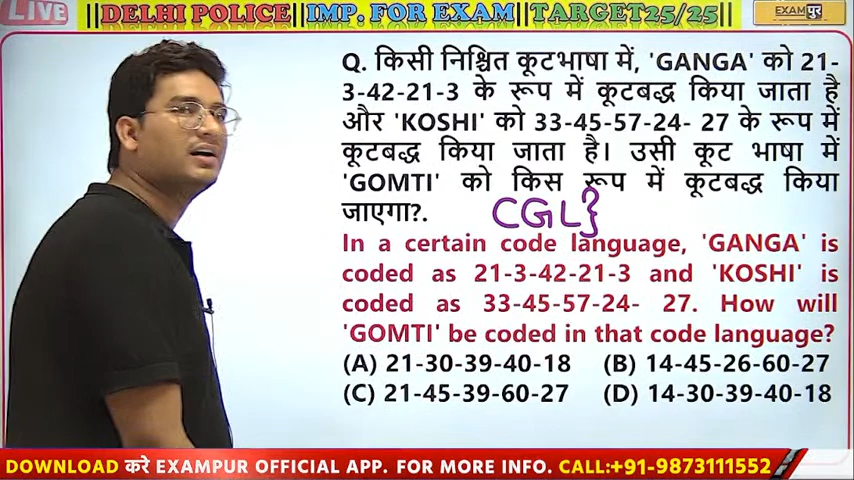 LIVE ||DELHI POLICE||IMP. FOR EXAM||TARGET25/25|| EXAMपुर
Q. किसी निश्चित कूटभाषा में, 'GANGA' को 21-
3-42-21-3 के रूप में कूटबद्ध किया जाता है
और 'KOSHI' को 33-45-57-24- 27 के रूप में
कूटबद्ध किया जाता है। उसी कूट भाषा में
'GOMTI' को किस रूप में कूटबद्ध किया
जाएगा?.
CGL}
In a certain code language, 'GANGA' is
coded as 21-3-42-21-3 and 'KOSHI' is
coded as 33-45-57-24- 27. How will
'GOMTI' be coded in that code language?
(A) 21-30-39-40-18 (B) 14-45-26-60-27
(C) 21-45-39-60-27 (D) 14-30-39-40-18
DOWNLOAD करे EXAMPUR OFFICIAL APP. FOR MORE INFO. CALL:+91-9873111552